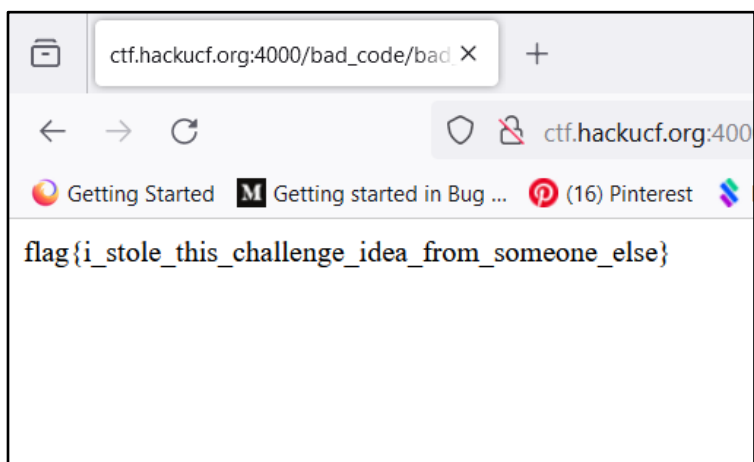 ctf.hackucf.org:4000/bad_code/bad_
ctf.hackucf.org:400
Getting Started M Getting started in Bug ... (16) Pinterest
flag{i_stole_this_challenge_idea_from_someone_else}